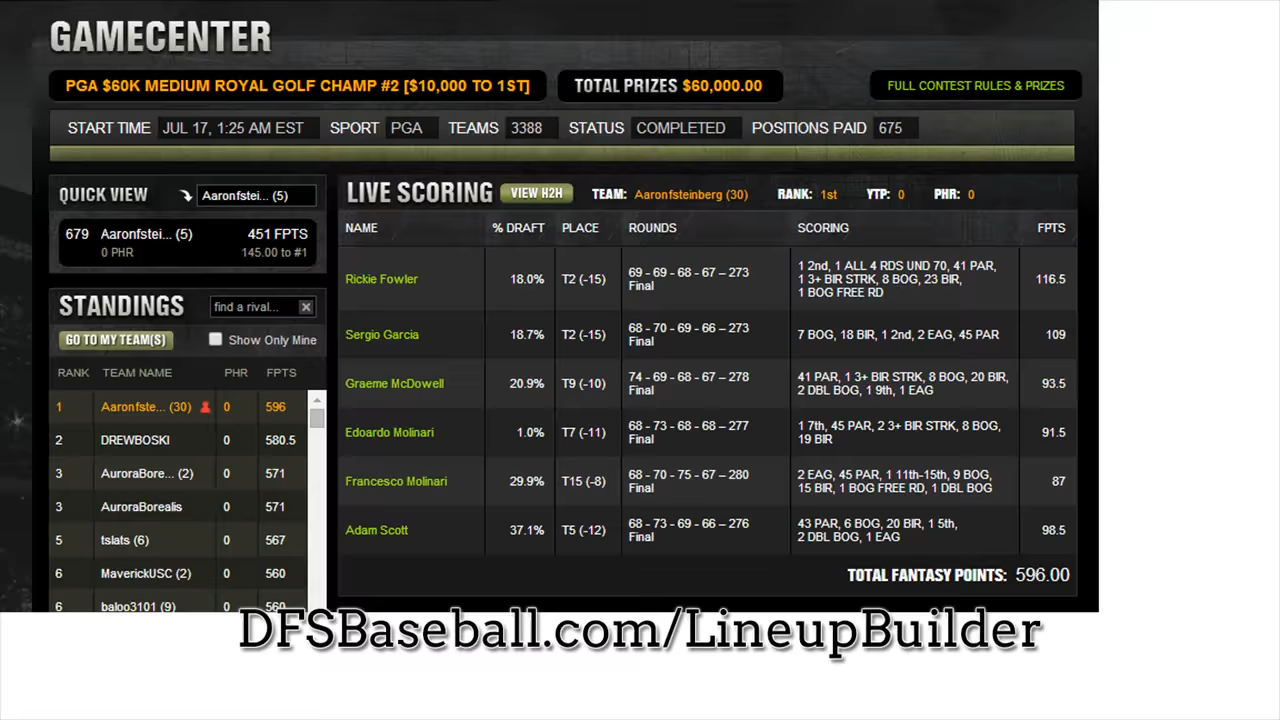 GAMECENTER
PGA $60K MEDIUM ROYAL GOLF CHAMP #2 [$10,000 TO 1ST] TOTAL PRIZES $60,000.00 FULL CONTEST RULES & PRIZES
START TIME JUL 17, 1:25 AM EST SPORT PGA TEAMS 3388 STATUS COMPLETED POSITIONS PAID 675
QUICK VIEW Aaronfstei... (5)
679 Aaronfstei... (5) 451 FPTS
0 PHR 145.00 to #1
STANDINGS find a rival...
GO TO MY TEAM(S) Show Only Mine
RANK TEAM NAME PHR FPTS
1 Aaronfste... (30) 0 596
2 DREWBOSKI 0 580.5
3 AuroraBore... (2) 0 571
3 AuroraBorealis 0 571
5 tslats (6) 0 567
6 MaverickUSC (2) 0 560
6 baloo3101 (9) 0 560
LIVE SCORING VIEW H2H TEAM: Aaronfsteinberg (30) RANK: 1st YTP: 0 PHR: 0
NAME % DRAFT PLACE ROUNDS SCORING FPTS
Rickie Fowler 18.0% T2 (-15) 69 - 69 - 68 - 67 – 273 Final 1 2nd, 1 ALL 4 RDS UND 70, 41 PAR, 1 3+ BIR STRK, 8 BOG, 23 BIR, 1 BOG FREE RD 116.5
Sergio Garcia 18.7% T2 (-15) 68 - 70 - 69 - 66 – 273 Final 7 BOG, 18 BIR, 1 2nd, 2 EAG, 45 PAR 109
Graeme McDowell 20.9% T9 (-10) 74 - 69 - 68 - 67 – 278 Final 41 PAR, 1 3+ BIR STRK, 8 BOG, 20 BIR, 2 DBL BOG, 1 9th, 1 EAG 93.5
Edoardo Molinari 1.0% T7 (-11) 68 - 73 - 68 - 68 – 277 Final 1 7th, 45 PAR, 2 3+ BIR STRK, 8 BOG, 19 BIR 91.5
Francesco Molinari 29.9% T15 (-8) 68 - 70 - 75 - 67 – 280 Final 2 EAG, 45 PAR, 1 11th-15th, 9 BOG, 15 BIR, 1 BOG FREE RD, 1 DBL BOG 87
Adam Scott 37.1% T5 (-12) 68 - 73 - 69 - 66 – 276 Final 43 PAR, 6 BOG, 20 BIR, 1 5th, 2 DBL BOG, 1 EAG 98.5
TOTAL FANTASY POINTS: 596.00
DFSBaseball.com/LineupBuilder